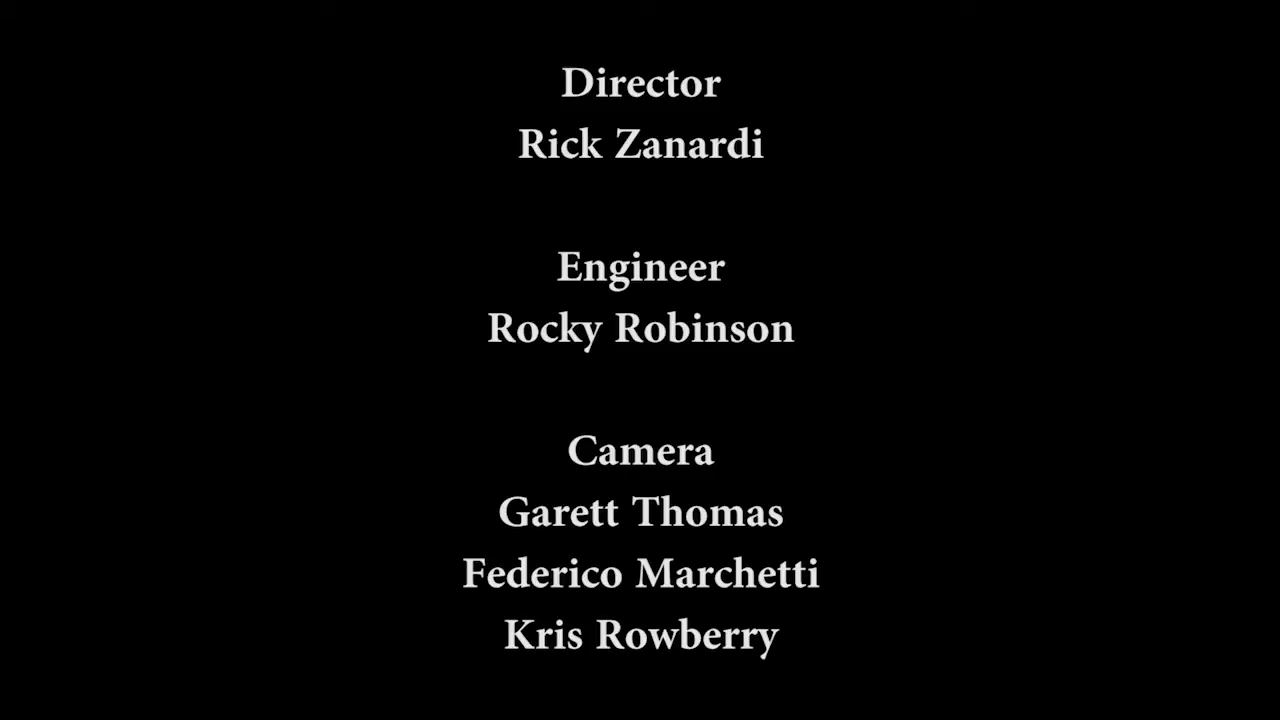 Director
Rick Zanardi
Engineer
Rocky Robinson
Camera
Garett Thomas
Federico Marchetti
Kris Rowberry